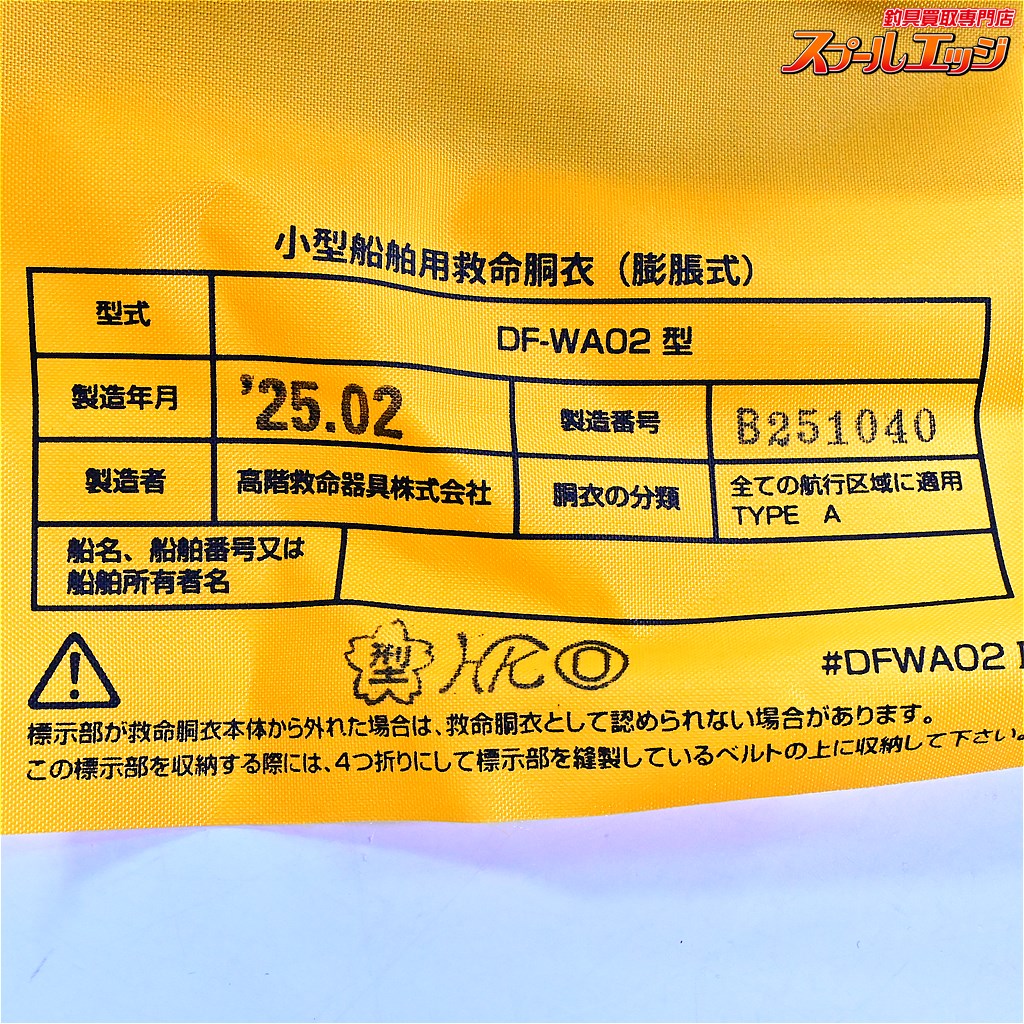 釣具買取専門店
スプールエッジ
小型船舶用救命胴衣（膨脹式）
型式
DF-WA02 型
製造年月
'25.02
製造番号
B251040
製造者
高階救命器具株式会社
胴衣の分類
全ての航行区域に適用
TYPE A
船名、船舶番号又は
船舶所有者名
型 HK
#DFWA02
標示部が救命胴衣本体から外れた場合は、救命胴衣として認められない場合があります。
この標示部を収納する際には、4つ折りにして標示部を縫製しているベルトの上に収納して下さい